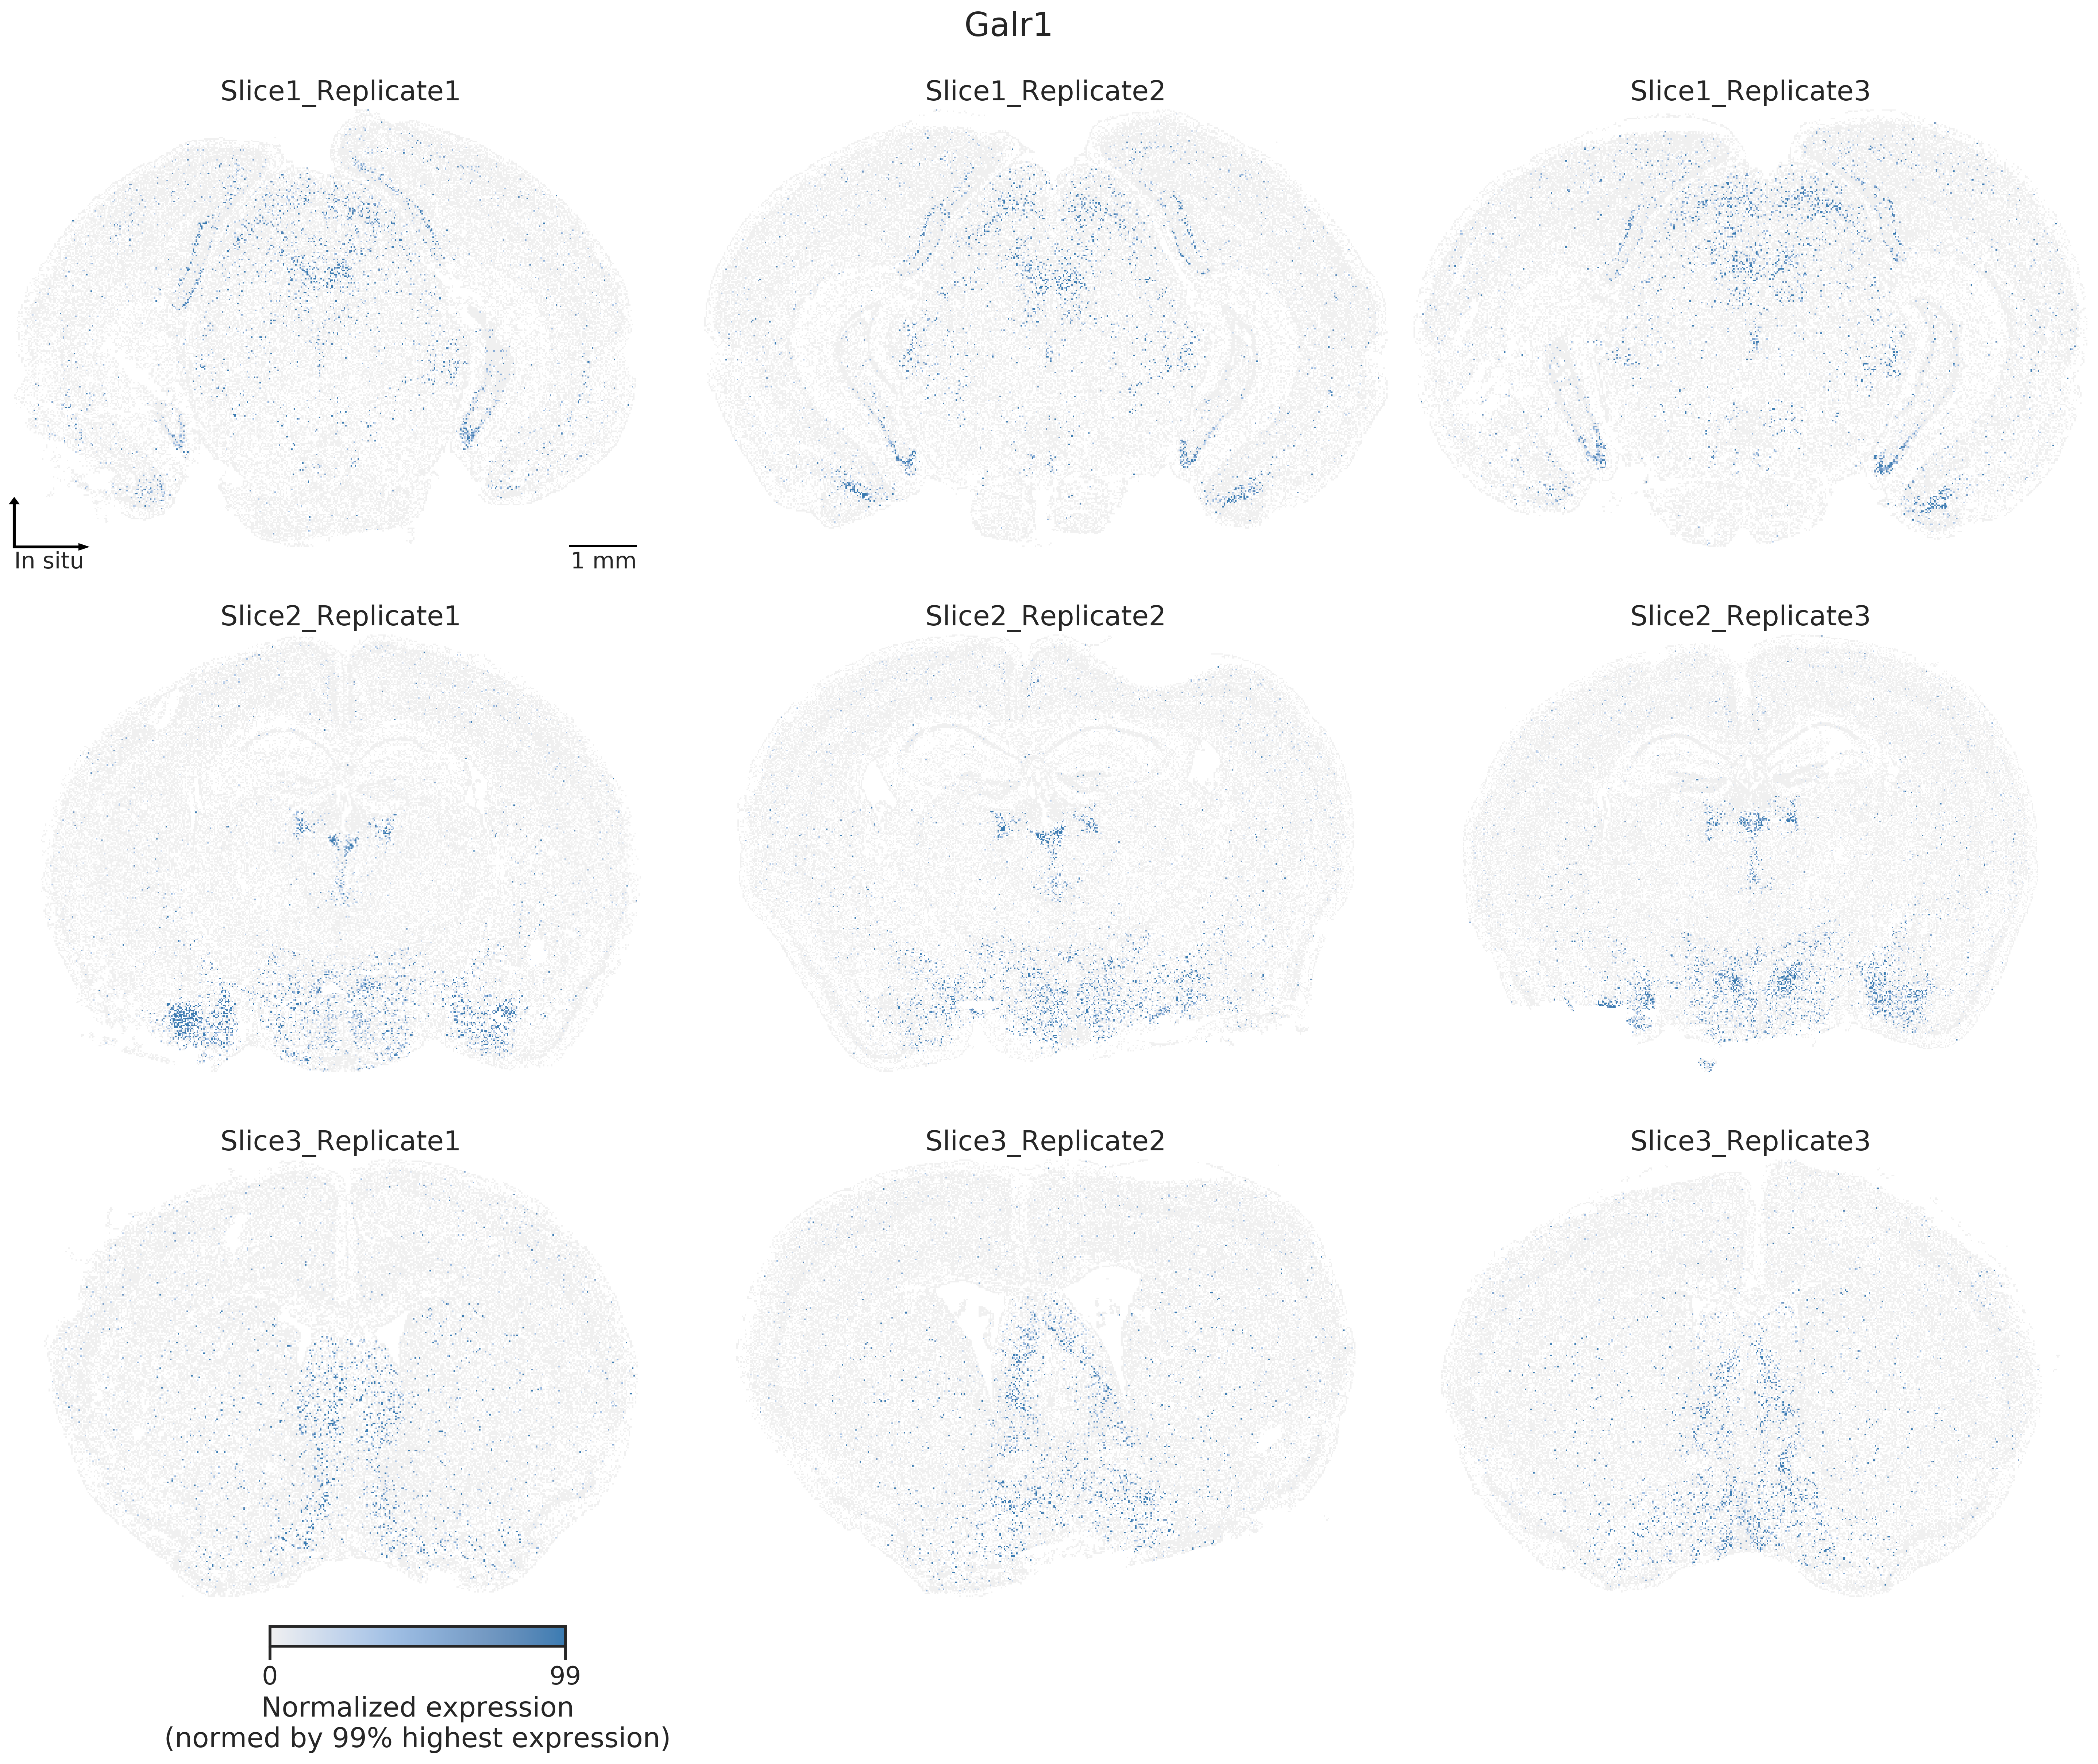 Galr1
Slice1_Replicate1
Slice1_Replicate2
Slice1_Replicate3
In situ
1 mm
Slice2_Replicate1
Slice2_Replicate2
Slice2_Replicate3
Slice3_Replicate1
Slice3_Replicate2
Slice3_Replicate3
0
99
Normalized expression
(normed by 99% highest expression)